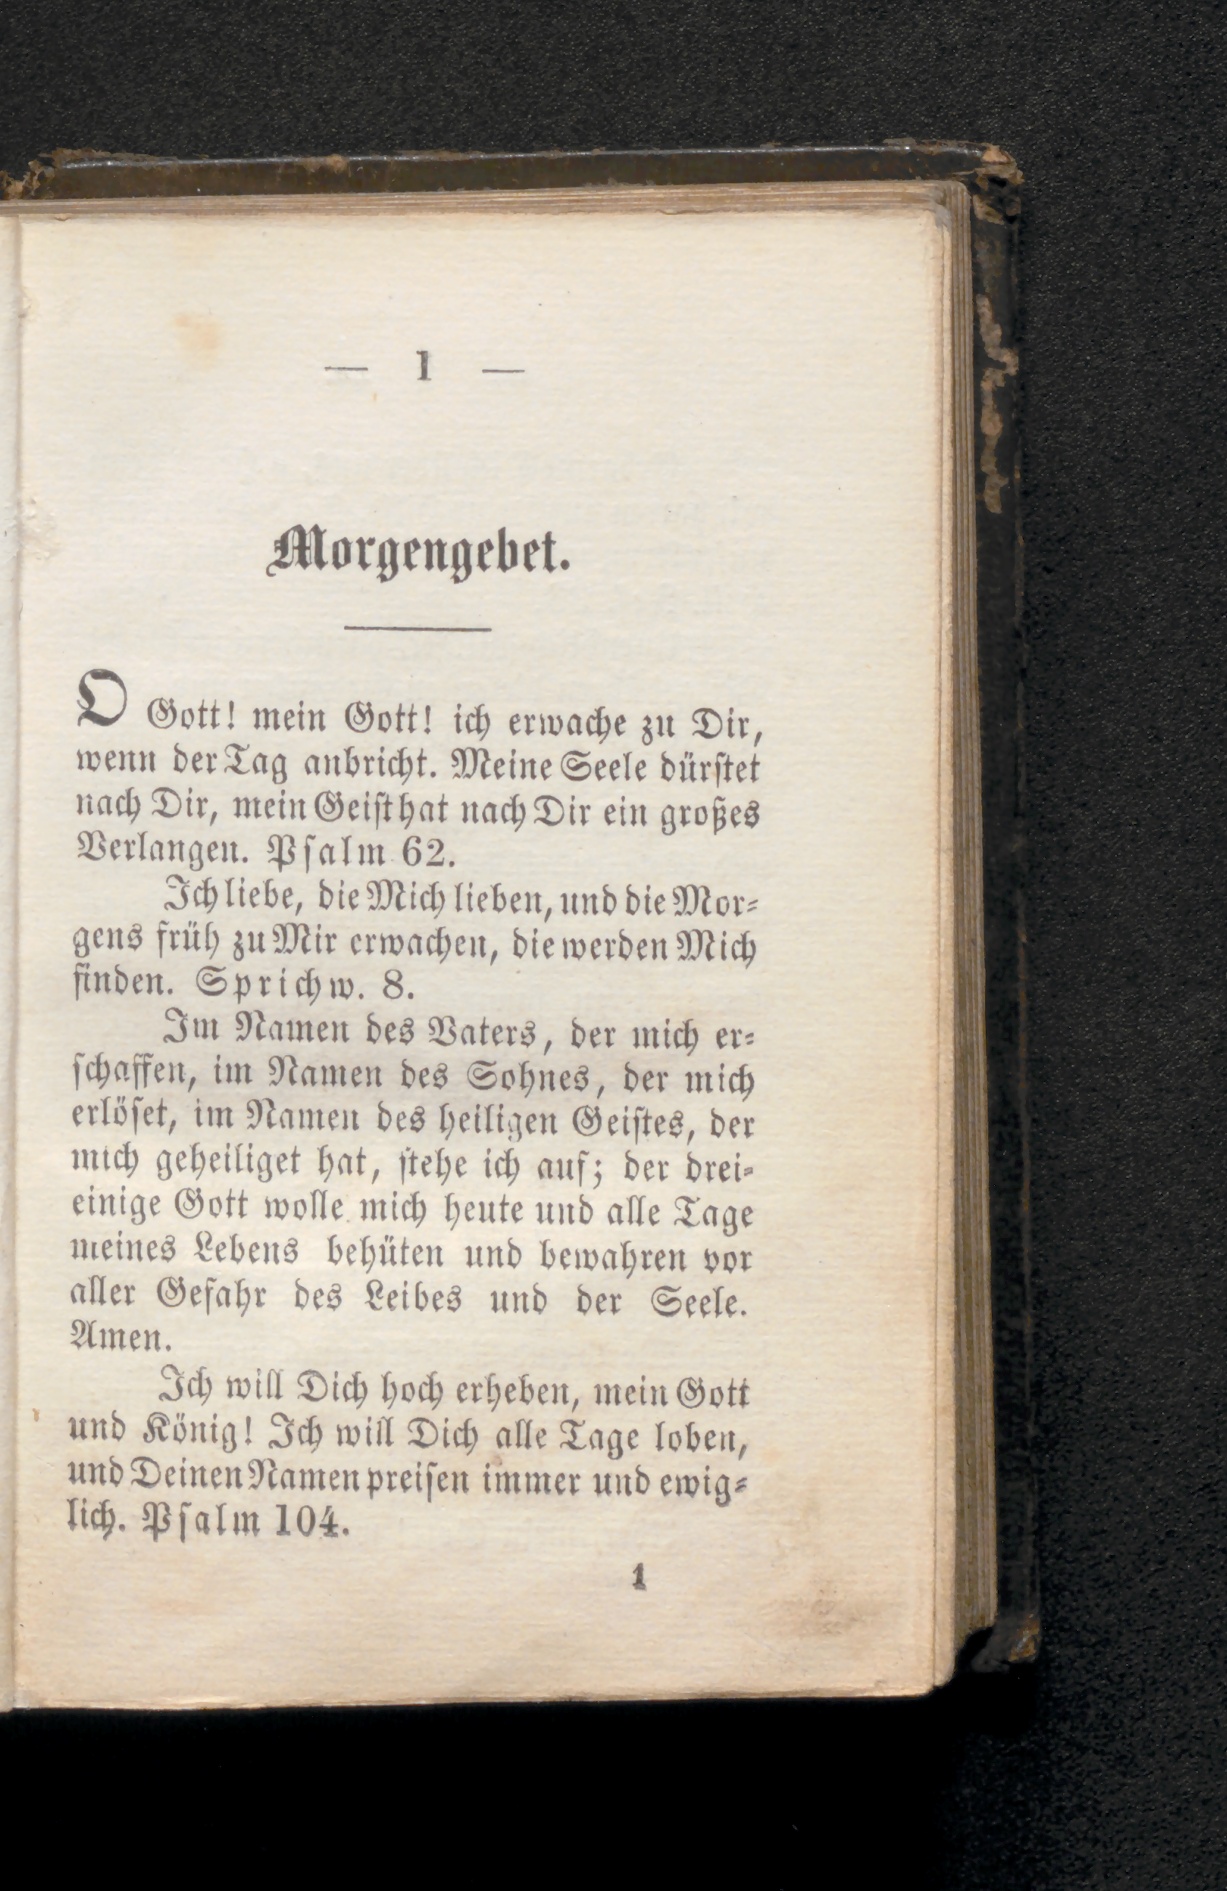 — 1 —
Morgengebet.
O Gott! mein Gott! ich erwache zu Dir,
wenn der Tag anbricht. Meine Seele dürstet
nach Dir, mein Geist hat nach Dir ein großes
Verlangen. Psalm 62.
Ich liebe, die Mich lieben, und die Mor-
gens früh zu Mir erwachen, die werden Mich
finden. Sprichw. 8.
Im Namen des Vaters, der mich er-
schaffen, im Namen des Sohnes, der mich
erlöset, im Namen des heiligen Geistes, der
mich geheiliget hat, stehe ich auf; der drei-
einige Gott wolle mich heute und alle Tage
meines Lebens behüten und bewahren vor
aller Gefahr des Leibes und der Seele.
Amen.
Ich will Dich hoch erheben, mein Gott
und König! Ich will Dich alle Tage loben,
und Deinen Namen preisen immer und ewig-
lich. Psalm 104.
1